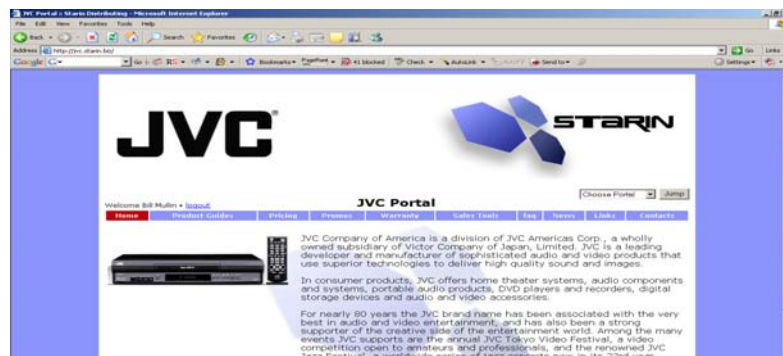 JVC Portal : Starin Distributing - Microsoft Internet Explorer
File Edit View Favorites Tools Help
Back Search Favorites
Address http://jvc.starin.biz/ Go Links
Google Go Bookmarks PageRank 41 blocked Check AutoLink Send to Settings
JVC
STARIN
Choose Portal Jump
Welcome Bill Mullin • logout
JVC Portal
Home Product Guides Pricing Promos Warranty Sales Tools Faq News Links Contacts
JVC Company of America is a division of JVC Americas Corp., a wholly
owned subsidiary of Victor Company of Japan, Limited. JVC is a leading
developer and manufacturer of sophisticated audio and video products that
use superior technologies to deliver high quality sound and images.
In consumer products, JVC offers home theater systems, audio components
and systems, portable audio products, DVD players and recorders, digital
storage devices and audio and video accessories.
For nearly 80 years the JVC brand name has been associated with the very
best in audio and video entertainment, and has also been a strong
supporter of the creative side of the entertainment world. Among the many
events JVC supports are the annual JVC Tokyo Video Festival, a video
competition open to amateurs and professionals, and the renowned JVC